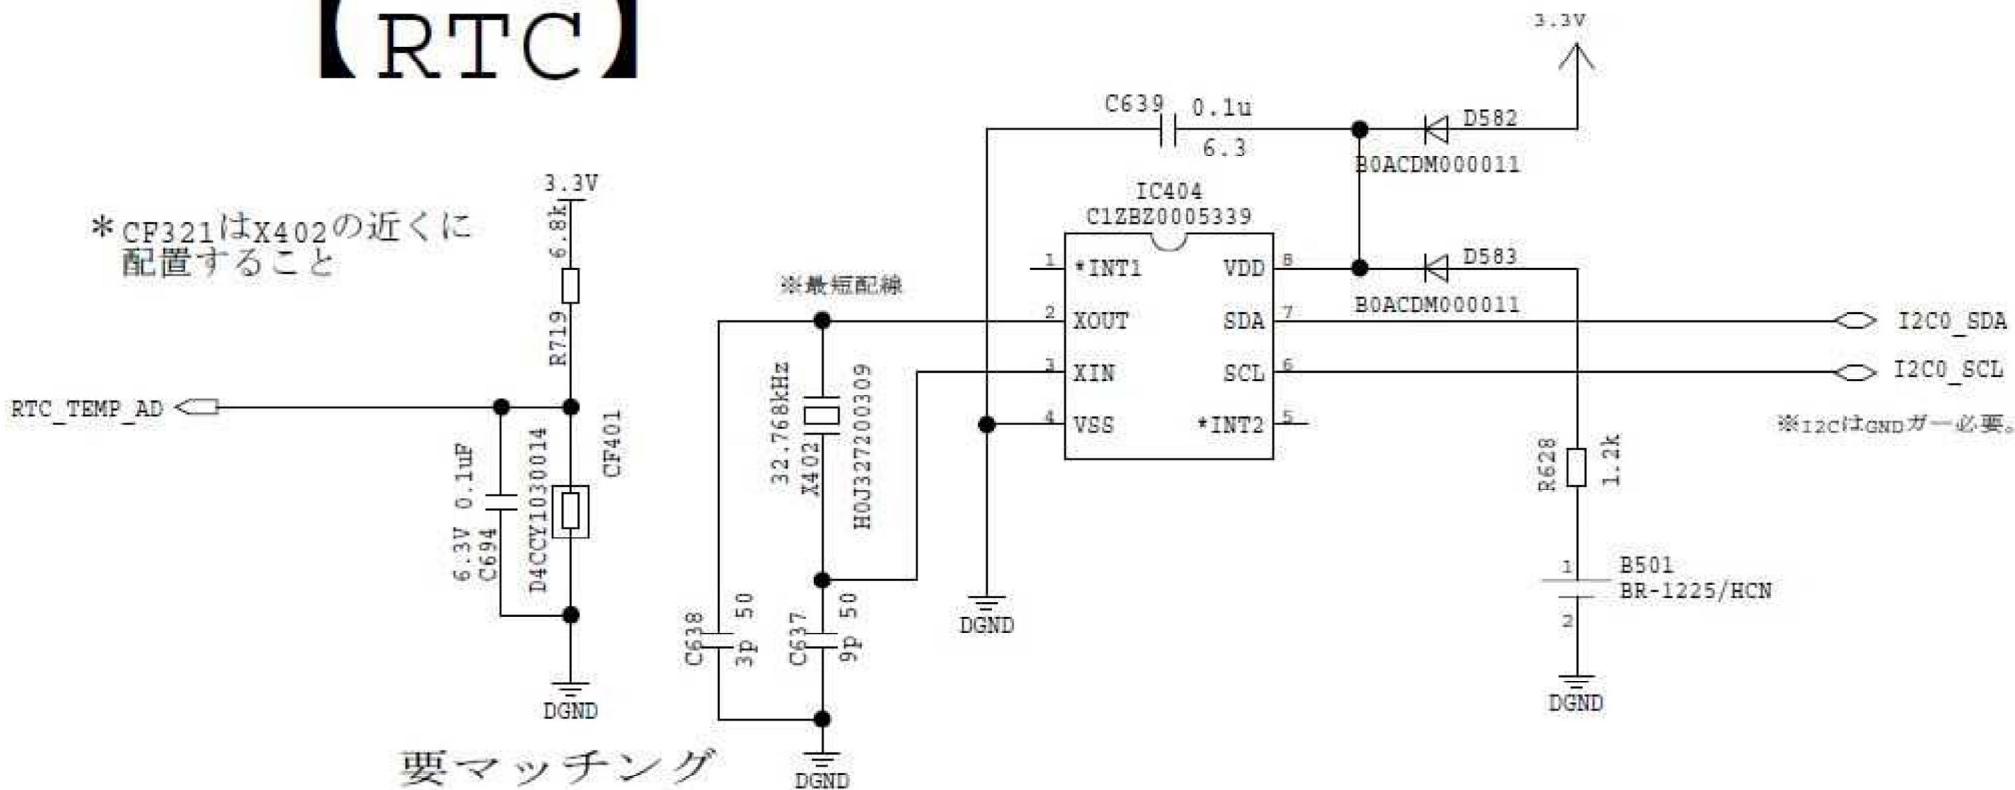 【RTC】
3.3V
C639 0.1u
6.3
D582
B0ACDM000011
IC404
C1ZBZ0005339
3.3V
6.8k
R719
*CF321はX402の近くに
配置すること
※最短配線
1 *INT1
2 XOUT
3 XIN
4 VSS
VDD 8
SDA 7
SCL 6
*INT2 5
D583
B0ACDM000011
I2C0_SDA
I2C0_SCL
※I2CはGNDガー必要。
RTC_TEMP_AD
6.3V 0.1uF
C694
D4CCY1030014
CF401
32.768kHz
X402
H0J327200309
R628
1.2k
1
B501
BR-1225/HCN
2
DGND
C638
3p 50
C637
9p 50
DGND
DGND
DGND
要マッチング